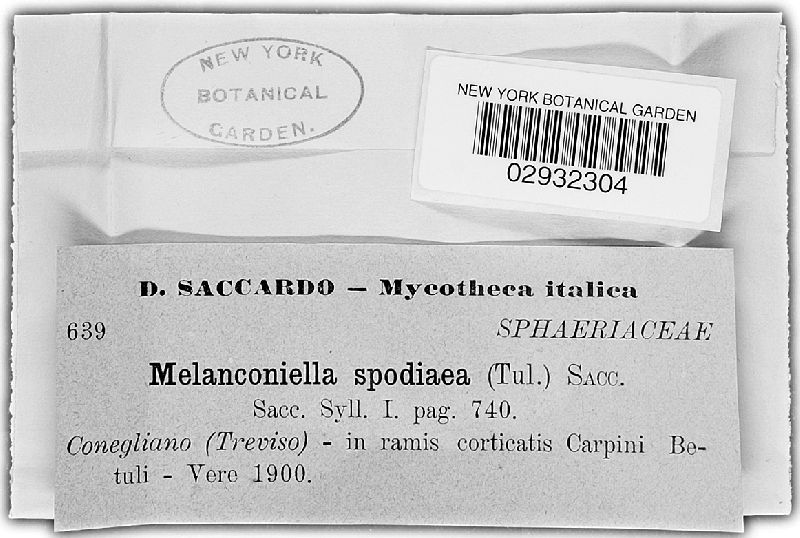 NEW YORK
BOTANICAL
GARDEN.
NEW YORK BOTANICAL GARDEN
02932304
D. SACCARDO — Mycotheca italica
639 SPHAERIACEAE
Melanconiella spodiaea (Tul.) SACC.
Sacc. Syll. I. pag. 740.
Conegliano (Treviso) - in ramis corticatis Carpini Be-
tuli - Vere 1900.